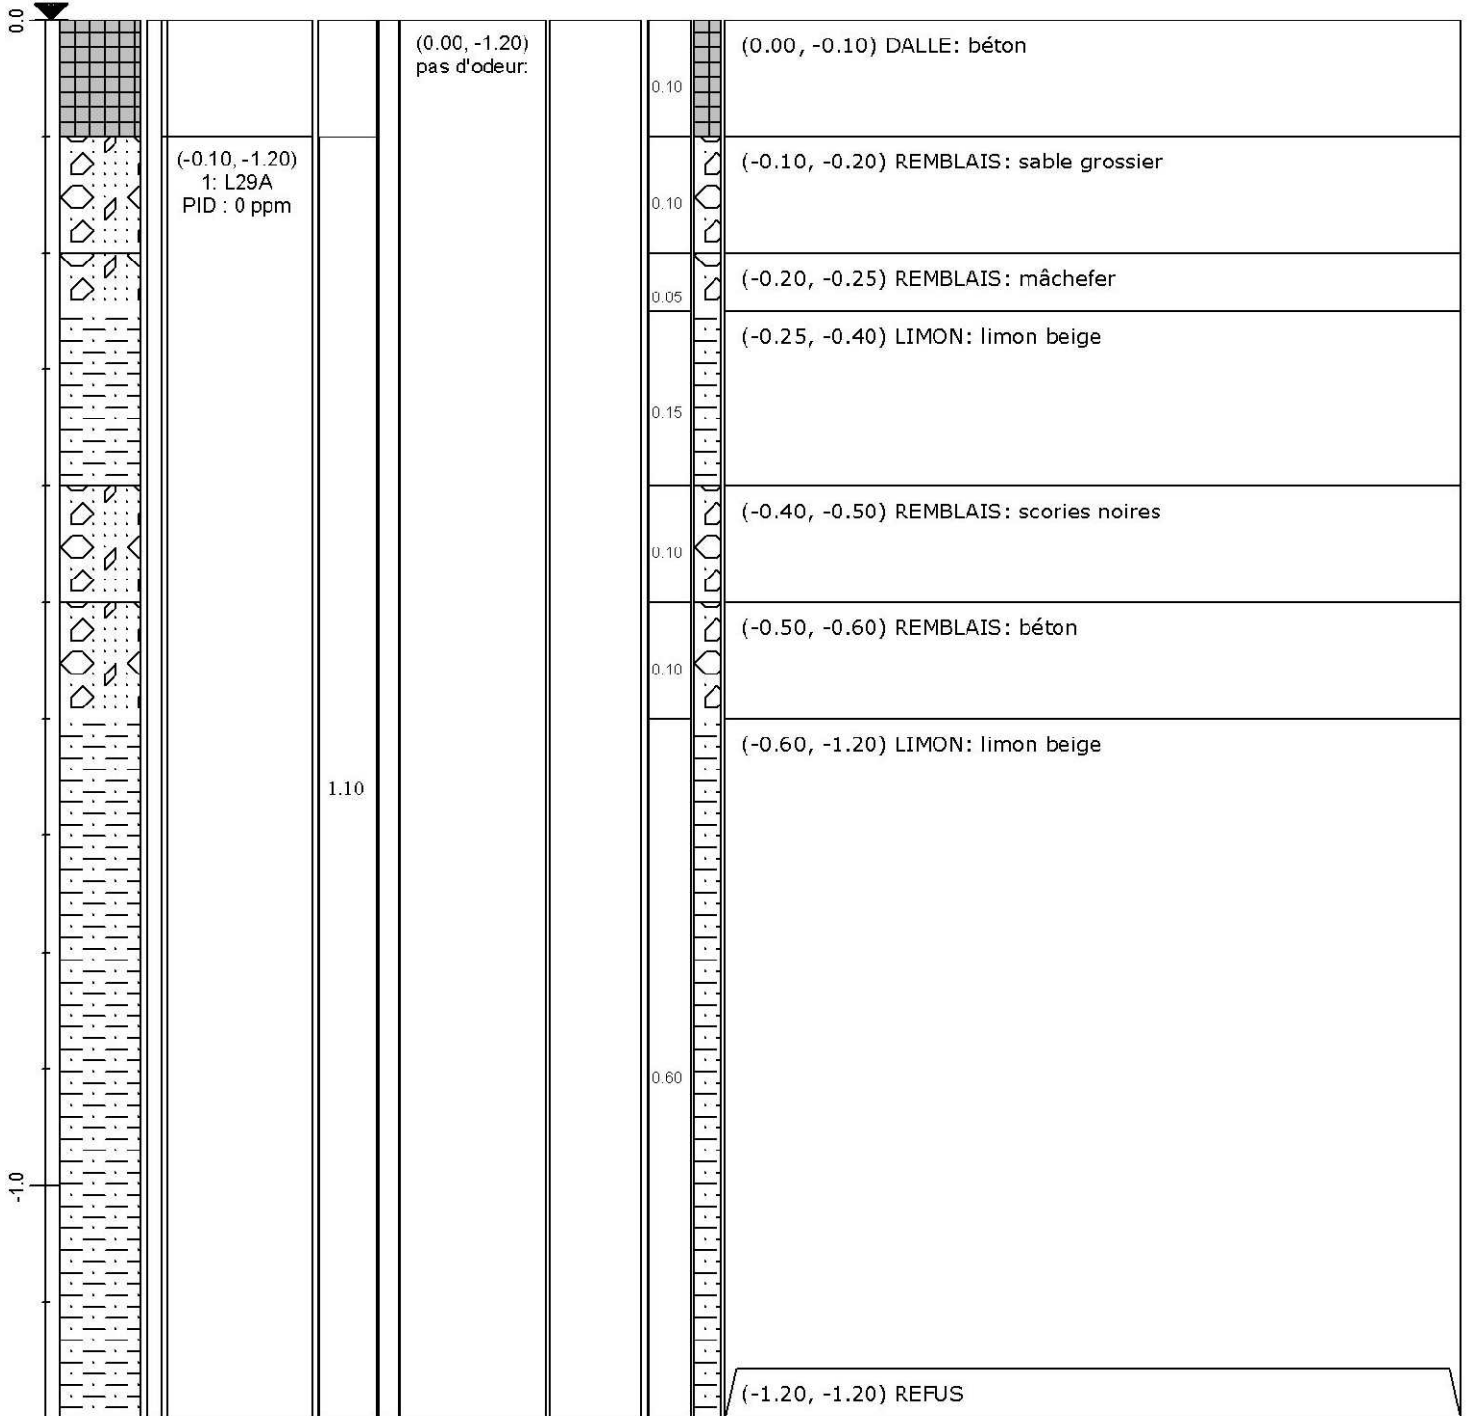 0.0
(0.00, -1.20)
pas d'odeur:
0.10
(0.00, -0.10) DALLE: béton
(-0.10, -1.20)
1: L29A
PID : 0 ppm
0.10
(-0.10, -0.20) REMBLAIS: sable grossier
0.05
(-0.20, -0.25) REMBLAIS: mâchefer
(-0.25, -0.40) LIMON: limon beige
0.15
(-0.40, -0.50) REMBLAIS: scories noires
0.10
(-0.50, -0.60) REMBLAIS: béton
0.10
(-0.60, -1.20) LIMON: limon beige
1.10
0.60
-1.0
(-1.20, -1.20) REFUS